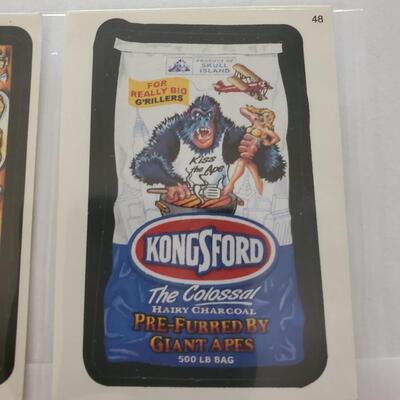 48
PRODUCT OF
SKULL
ISLAND
FOR
REALLY BIG
G'RILLERS
Kiss
the Ape
KONGSFORD
The Colossal
HAIRY CHARCOAL
PRE-FURRED BY
GIANT APES
500 LB BAG